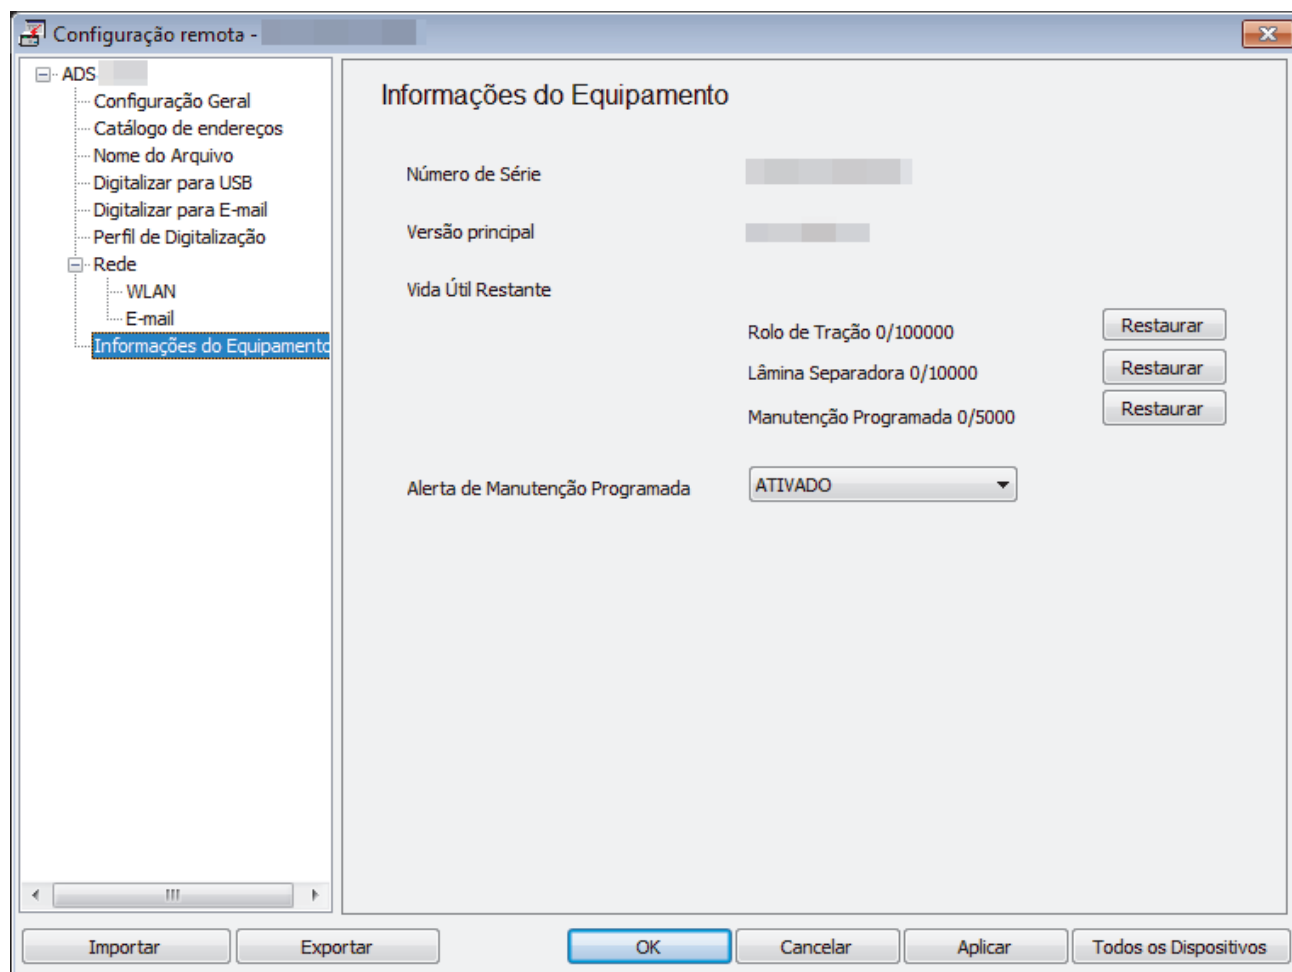 Configuração remota -
ADS
Configuração Geral
Catálogo de endereços
Nome do Arquivo
Digitalizar para USB
Digitalizar para E-mail
Perfil de Digitalização
Rede
WLAN
E-mail
Informações do Equipamento
Informações do Equipamento
Número de Série
Versão principal
Vida Útil Restante
Rolo de Tração 0/100000 Restaurar
Lâmina Separadora 0/10000 Restaurar
Manutenção Programada 0/5000 Restaurar
Alerta de Manutenção Programada ATIVADO
Importar Exportar OK Cancelar Aplicar Todos os Dispositivos